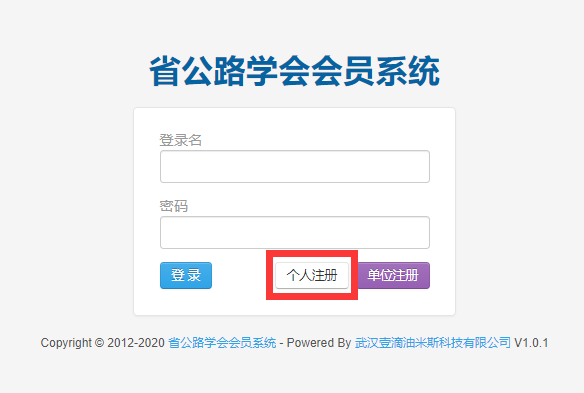 省公路学会会员系统
登录名
密码
登 录 个人注册 单位注册
Copyright © 2012-2020 省公路学会会员系统 - Powered By 武汉壹滴油米斯科技有限公司 V1.0.1